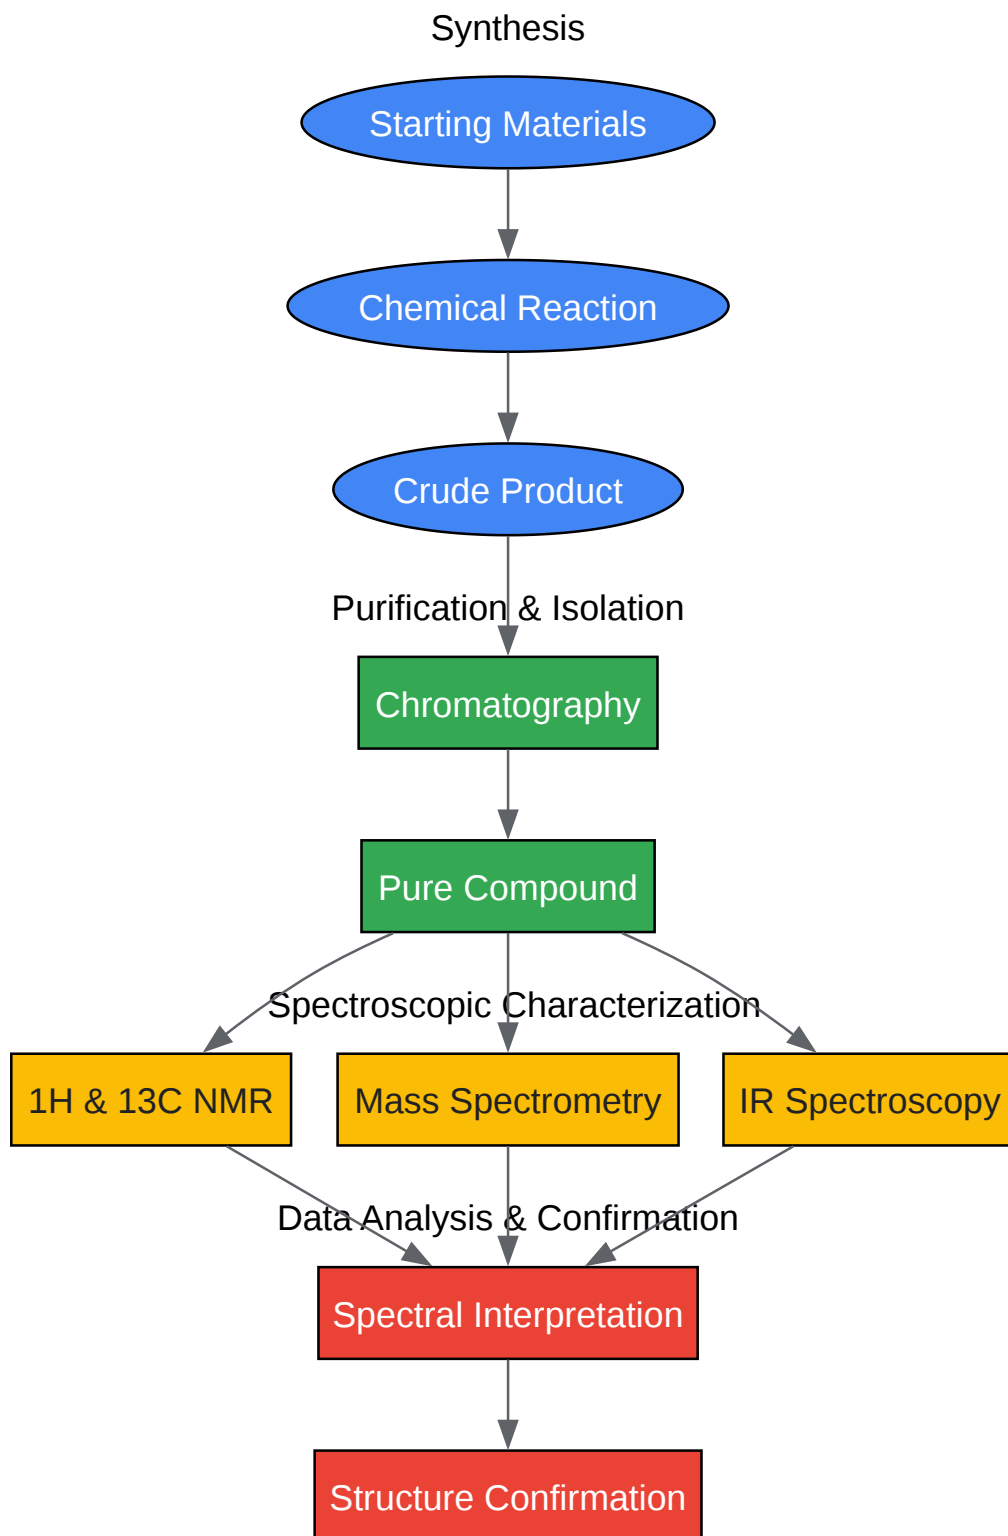 Synthesis
Starting Materials
Chemical Reaction
Crude Product
Purification & Isolation
Chromatography
Pure Compound
Spectroscopic Characterization
1H & 13C NMR
Mass Spectrometry
IR Spectroscopy
Data Analysis & Confirmation
Spectral Interpretation
Structure Confirmation